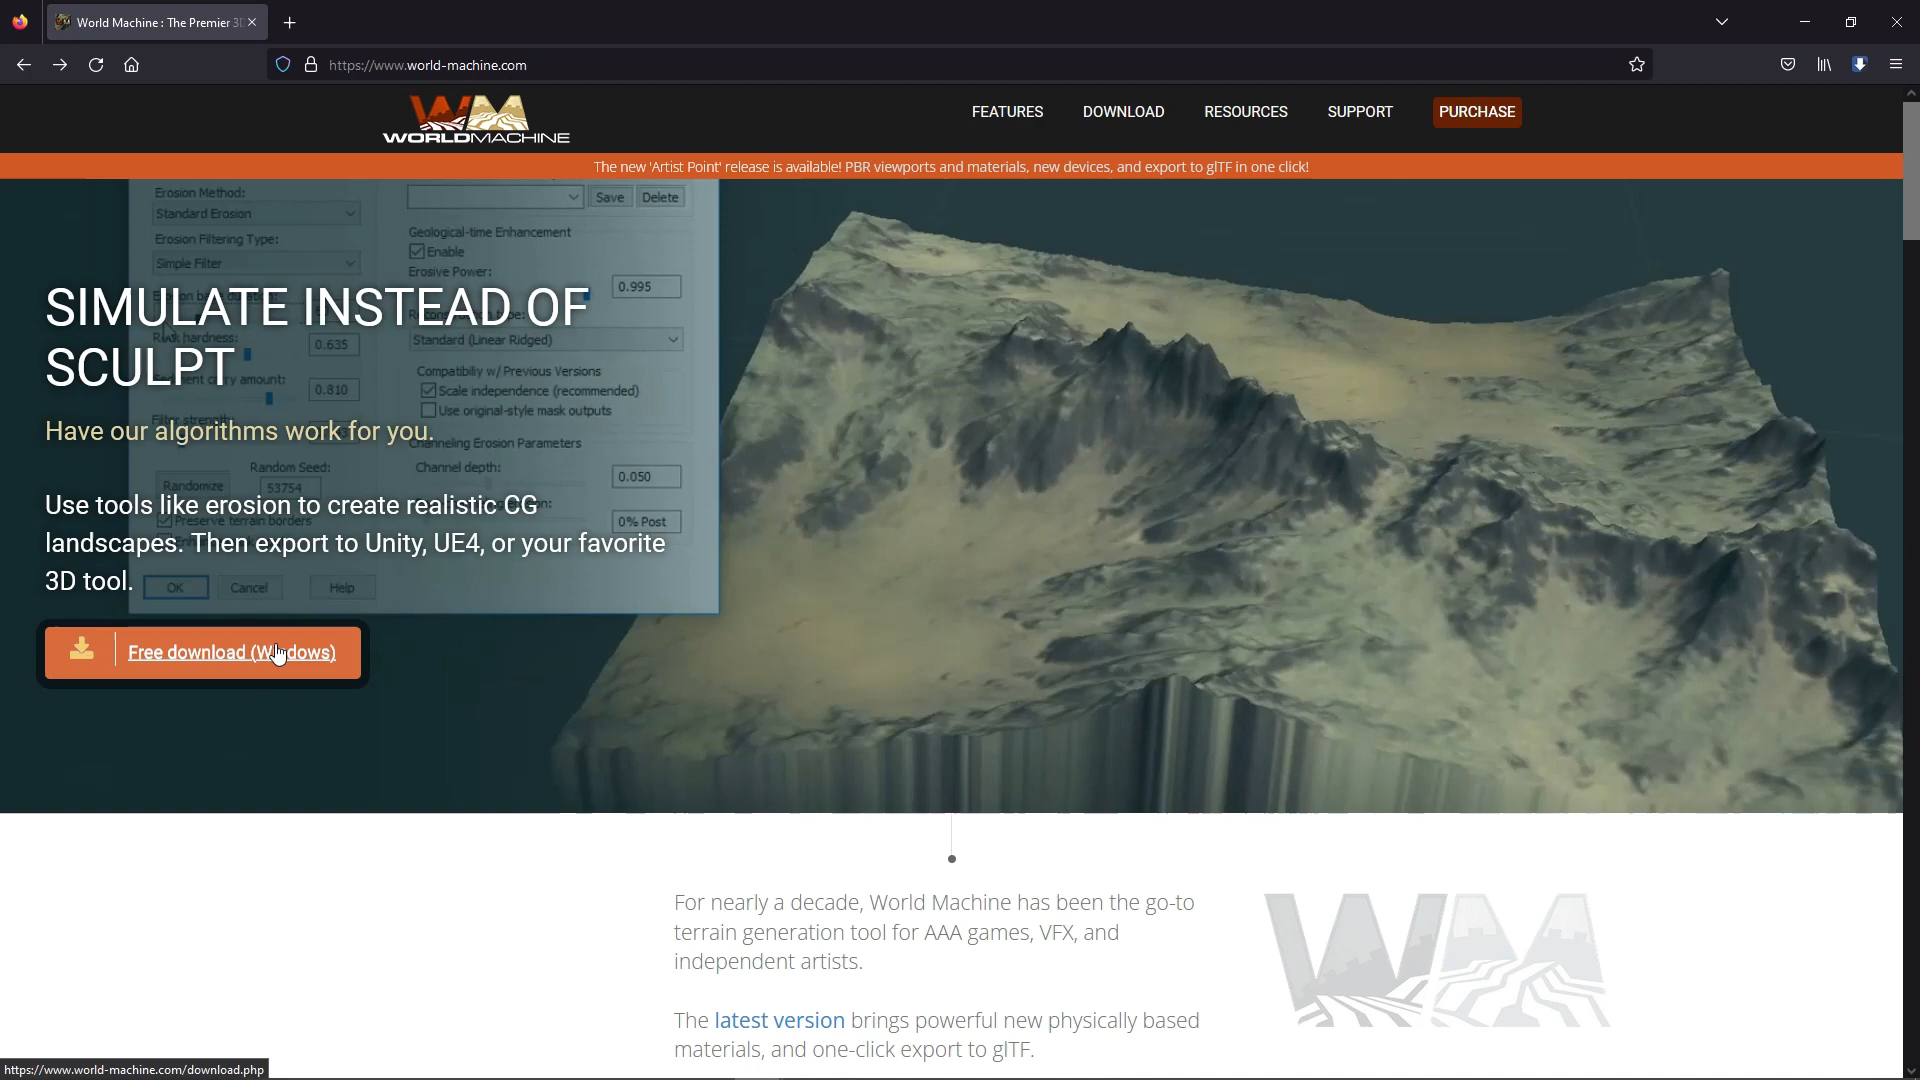 World Machine : The Premier 3D
https://www.world-machine.com
WORLDMACHINE
FEATURES
DOWNLOAD
RESOURCES
SUPPORT
PURCHASE
The new 'Artist Point' release is available! PBR viewports and materials, new devices, and export to glTF in one click!
Erosion Method:
Standard Erosion
Erosion Filtering Type:
Simple Filter
Save
Delete
Geological-time Enhancement
Enable
Erosive Power:
0.995
SIMULATE INSTEAD OF
SCULPT
hardness:
0.635
carry amount:
0.810
Standard (Linear Ridged)
Compatibiliy w/ Previous Versions
Scale independence (recommended)
Use original-style mask outputs
Channeling Erosion Parameters
Channel depth:
0.050
0% Post
Have our algorithms work for you.
Random Seed:
Randomize
53754
Preserve terrain borders
Use tools like erosion to create realistic CG
landscapes. Then export to Unity, UE4, or your favorite
3D tool.
OK
Cancel
Help
Free download (Windows)
For nearly a decade, World Machine has been the go-to
terrain generation tool for AAA games, VFX, and
independent artists.
The latest version brings powerful new physically based
materials, and one-click export to glTF.
https://www.world-machine.com/download.php